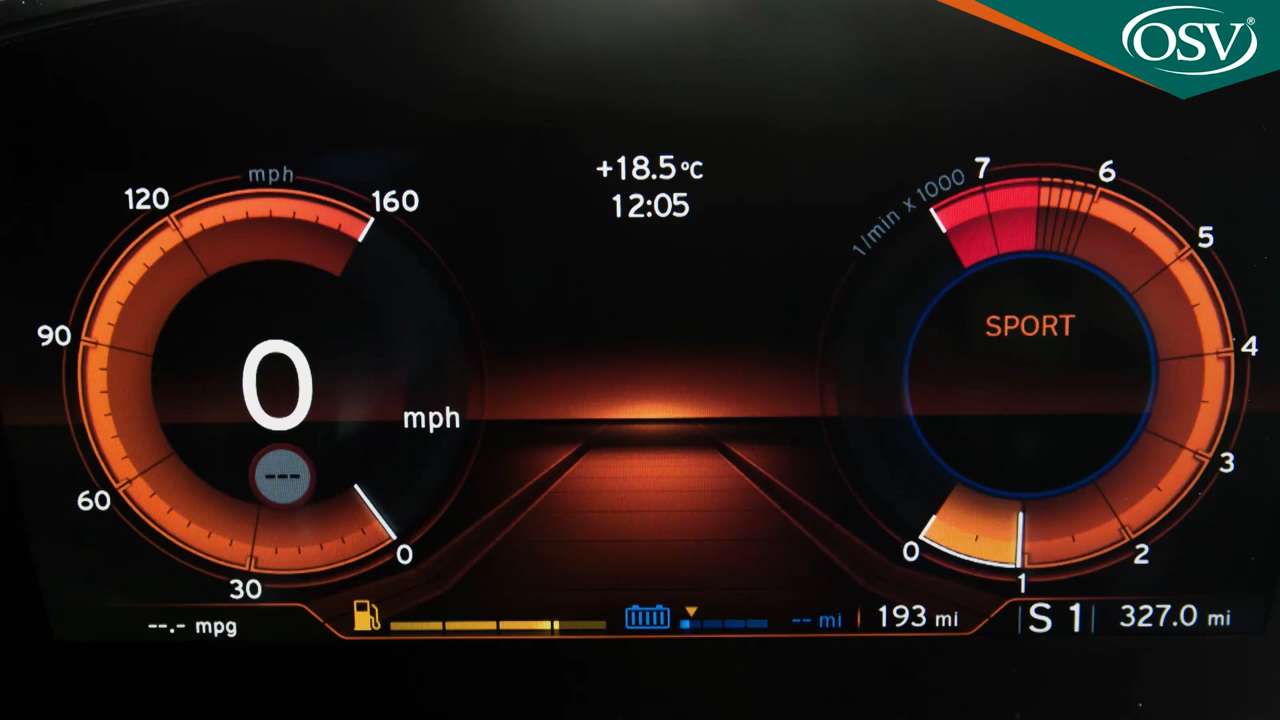 OSV®
+18.5°C
12:05
mph
120
160
90
60
30
0
0
mph
---
1/min x 1000
7
6
5
4
3
2
1
0
SPORT
--.- mpg
-- mi
193 mi
S 1
327.0 mi